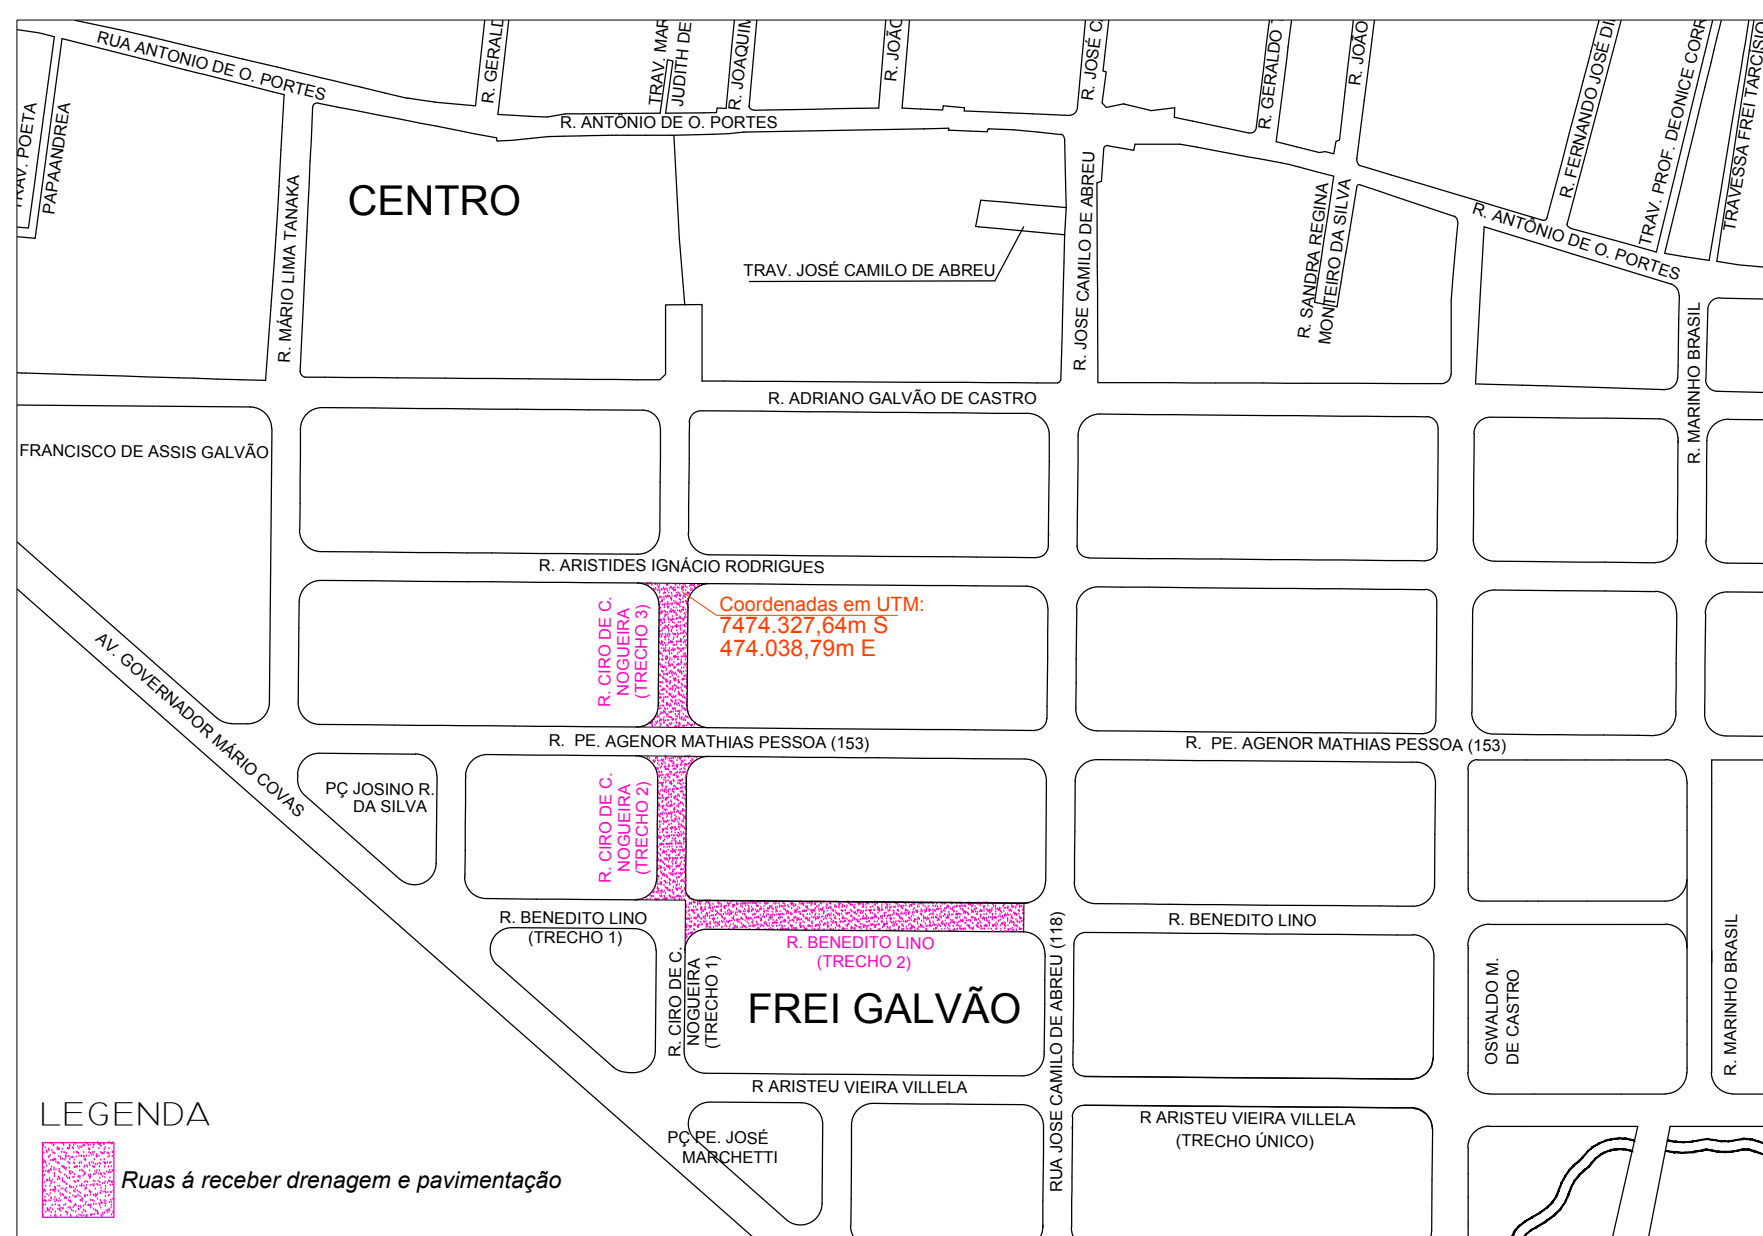 RUA ANTONIO DE O. PORTES
R. GERALD
TRAV. MAR
JUDITH DE
R. JOAQUIM
R. JOÃO
R. JOSÉ C
R. GERALDO
R. JOÃO
R. FERNANDO JOSÉ DI
TRAV. PROF. DEONICE CORR
TRAVESSA FREI TARCÍSIO
TRAV. POETA
PAPAANDREA
R. ANTÔNIO DE O. PORTES
CENTRO
R. MÁRIO LIMA TANAKA
R. JOSE CAMILO DE ABREU
TRAV. JOSÉ CAMILO DE ABREU
R. SANDRA REGINA
MONTEIRO DA SILVA
R. ANTÔNIO DE O. PORTES
R. MARINHO BRASIL
R. ADRIANO GALVÃO DE CASTRO
FRANCISCO DE ASSIS GALVÃO
R. ARISTIDES IGNÁCIO RODRIGUES
R. CIRO DE C.
NOGUEIRA
(TRECHO 3)
Coordenadas em UTM:
7474.327,64m S
474.038,79m E
AV. GOVERNADOR MÁRIO COVAS
R. PE. AGENOR MATHIAS PESSOA (153)
R. PE. AGENOR MATHIAS PESSOA (153)
PÇ JOSINO R.
DA SILVA
R. CIRO DE C.
NOGUEIRA
(TRECHO 2)
R. BENEDITO LINO
(TRECHO 1)
R. BENEDITO LINO
(TRECHO 2)
R. BENEDITO LINO
R. CIRO DE C.
NOGUEIRA
(TRECHO 1)
FREI GALVÃO
RUA JOSE CAMILO DE ABREU (118)
OSWALDO M.
DE CASTRO
R. MARINHO BRASIL
R ARISTEU VIEIRA VILLELA
R ARISTEU VIEIRA VILLELA
(TRECHO ÚNICO)
PÇ PE. JOSÉ
MARCHETTI
LEGENDA
Ruas á receber drenagem e pavimentação